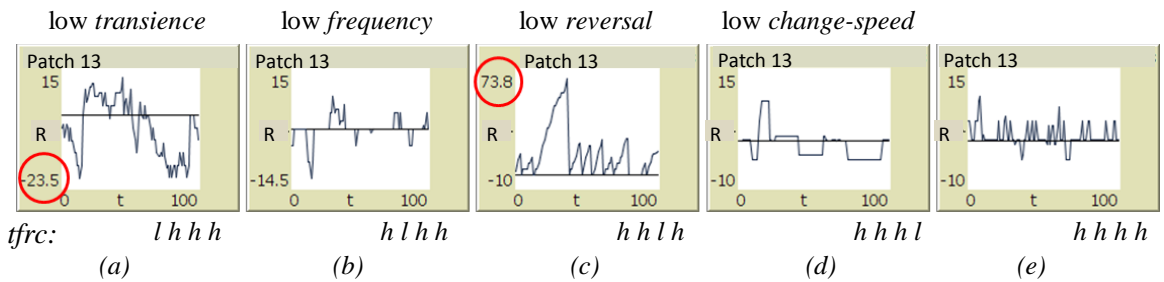 low transience low frequency low reversal low change-speed
Patch 13 Patch 13 Patch 13 Patch 13 Patch 13
15 15 73.8 15 15
R R R R R
-23.5 -14.5 -10 -10 -10
0 t 100 0 t 100 0 t 100 0 t 100 0 t 100
tfrc: l h h h h l h h h h l h h h h l h h h h
(a) (b) (c) (d) (e)